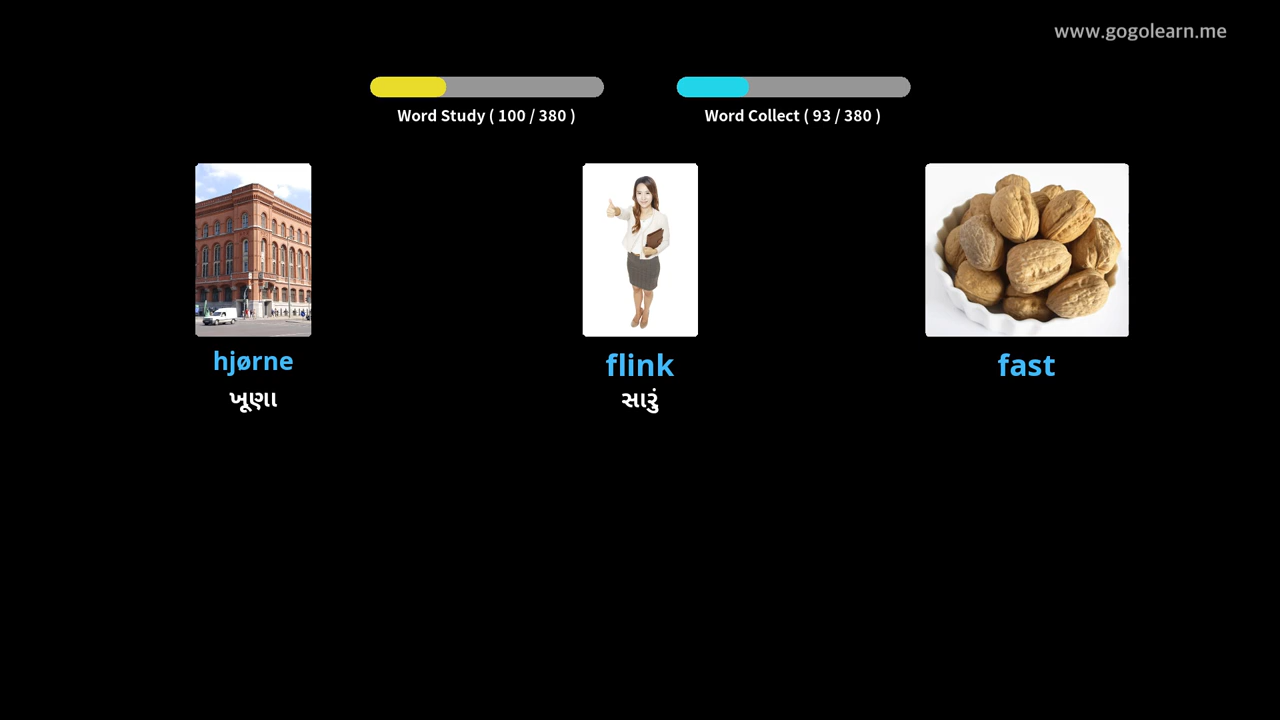 www.gogolearn.me
Word Study ( 100 / 380 )
Word Collect ( 93 / 380 )
hjørne
ખૂણા
flink
સારું
fast